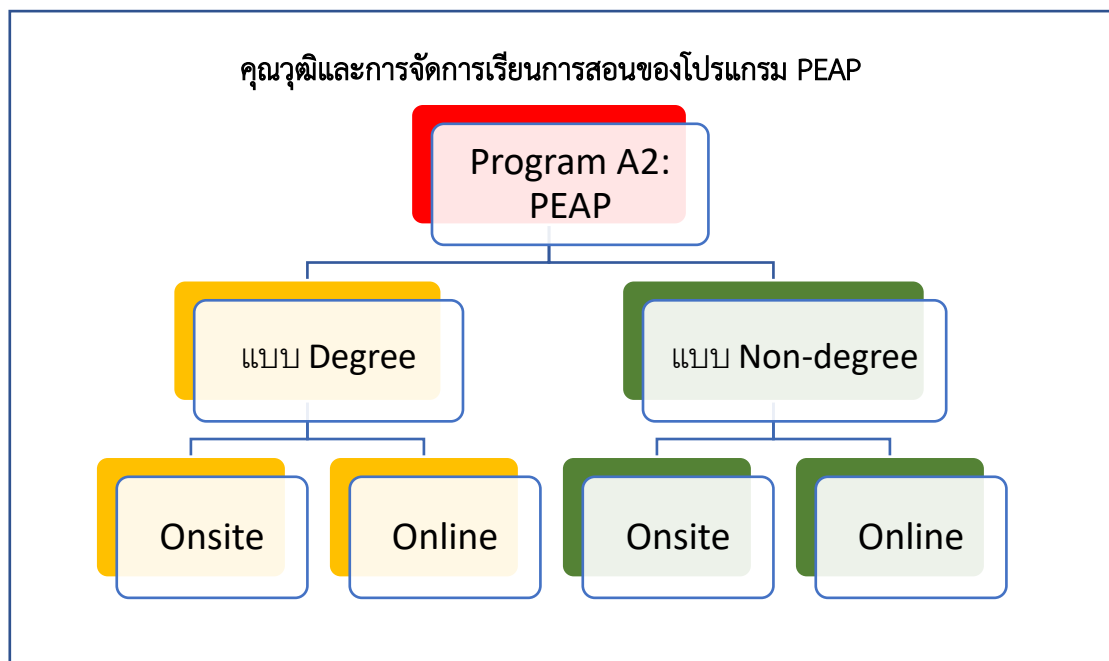 คุณวุฒิและการจัดการเรียนการสอนของโปรแกรม PEAP
Program A2:
PEAP
แบบ Degree
แบบ Non-degree
Onsite
Online
Onsite
Online